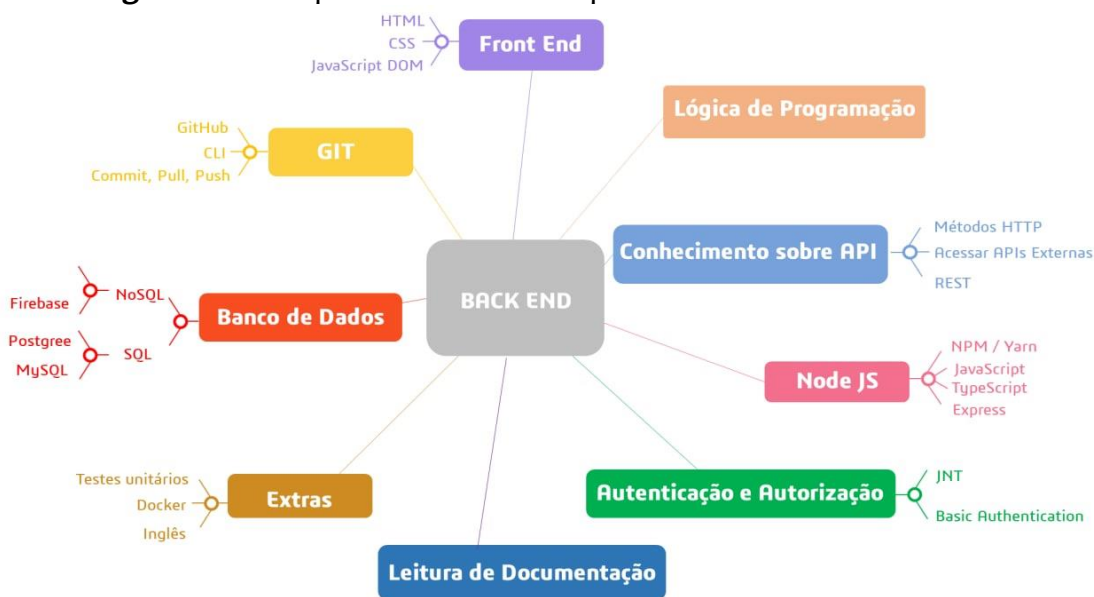 HTML
CSS
JavaScript DOM
Front End
Lógica de Programação
GitHub
CLI
Commit, Pull, Push
GIT
Métodos HTTP
Acessar APIs Externas
REST
Conhecimento sobre API
BACK END
Firebase
NoSQL
Postgree
MySQL
SQL
Banco de Dados
NPM / Yarn
JavaScript
TypeScript
Express
Node JS
Testes unitários
Docker
Inglês
Extras
Autenticação e Autorização
JNT
Basic Authentication
Leitura de Documentação